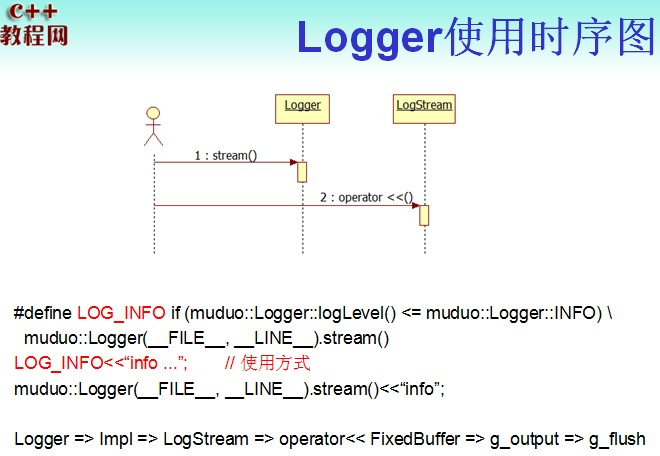 C++
教程网
Logger使用时序图
Logger
LogStream
1 : stream()
2 : operator <<()
#define LOG_INFO if (muduo::Logger::logLevel() <= muduo::Logger::INFO) \
muduo::Logger(__FILE__, __LINE__).stream()
LOG_INFO<<“info ...”; // 使用方式
muduo::Logger(__FILE__, __LINE__).stream()<<“info”;
Logger => Impl => LogStream => operator<< FixedBuffer => g_output => g_flush